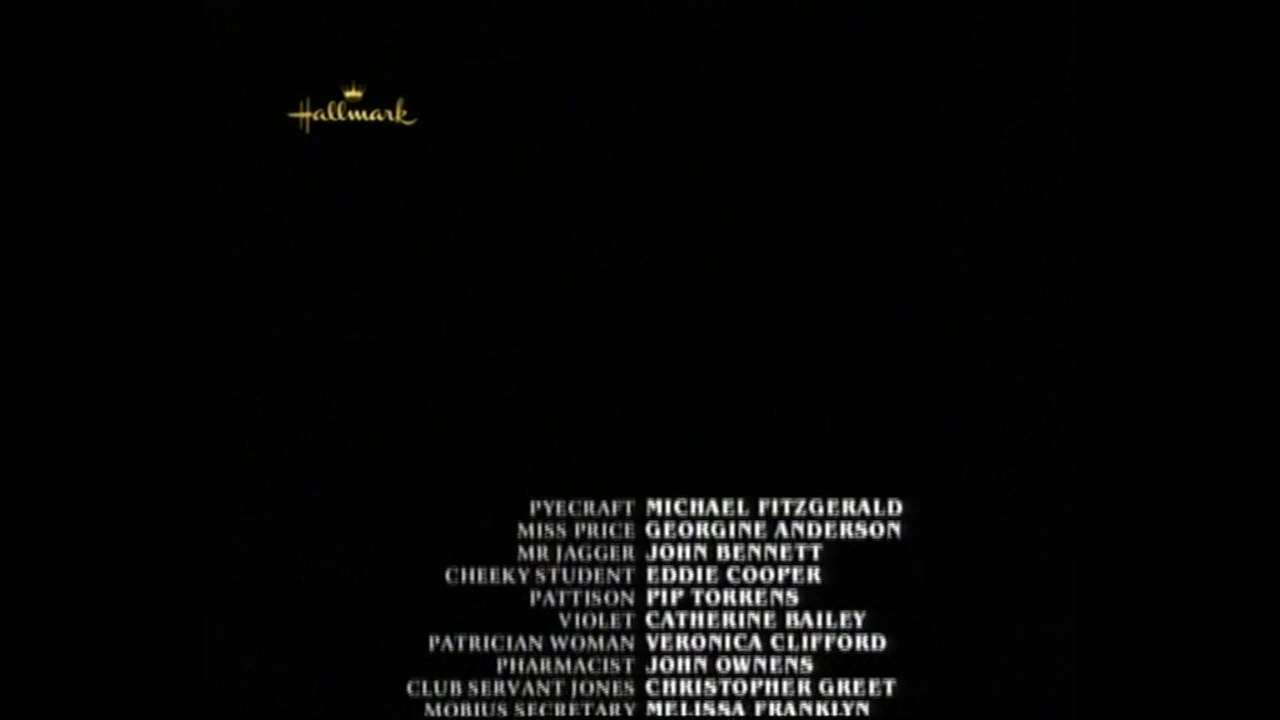 Hallmark
PYECRAFT MICHAEL FITZGERALD
MISS PRICE GEORGINE ANDERSON
MR JAGGER JOHN BENNETT
CHEEKY STUDENT EDDIE COOPER
PATTISON PIP TORRENS
VIOLET CATHERINE BAILEY
PATRICIAN WOMAN VERONICA CLIFFORD
PHARMACIST JOHN OWNENS
CLUB SERVANT JONES CHRISTOPHER GREET
MOBIUS SECRETARY MELISSA FRANKLYN